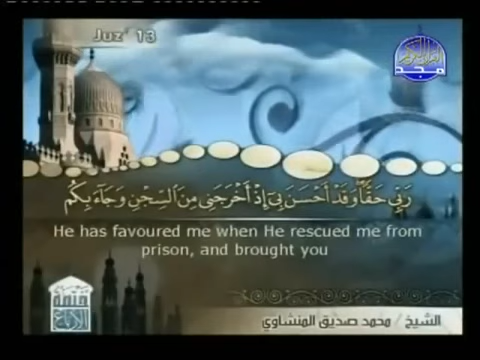 Juz' 13
مجد
رَبِّي حَقًّا وَقَدْ أَحْسَنَ بِي إِذْ أَخْرَجَنِي مِنَ السِّجْنِ وَجَاءَ بِكُم
He has favoured me when He rescued me from
prison, and brought you
الشيخ / محمد صديق المنشاوي